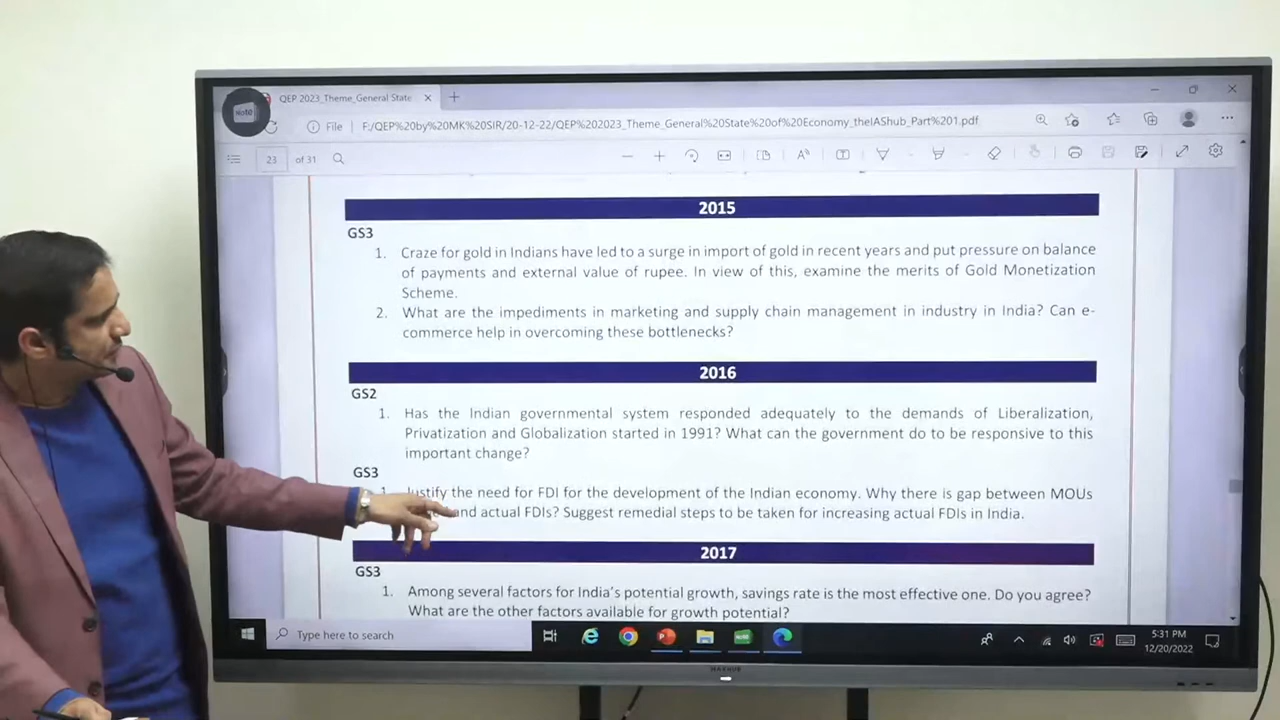 QEP 2023_Theme_General State
File F:/QEP%20by%20MK%20SIR/20-12-22/QEP%202023_Theme_General%20State%20of%20Economy_theIAShub_Part%201.pdf
23 of 31
2015
GS3
1. Craze for gold in Indians have led to a surge in import of gold in recent years and put pressure on balance
of payments and external value of rupee. In view of this, examine the merits of Gold Monetization
Scheme.
2. What are the impediments in marketing and supply chain management in industry in India? Can e-
commerce help in overcoming these bottlenecks?
2016
GS2
1. Has the Indian governmental system responded adequately to the demands of Liberalization,
Privatization and Globalization started in 1991? What can the government do to be responsive to this
important change?
GS3
1. Justify the need for FDI for the development of the Indian economy. Why there is gap between MOUs
and actual FDIs? Suggest remedial steps to be taken for increasing actual FDIs in India.
2017
GS3
1. Among several factors for India's potential growth, savings rate is the most effective one. Do you agree?
What are the other factors available for growth potential?
Type here to search
5:31 PM
12/20/2022